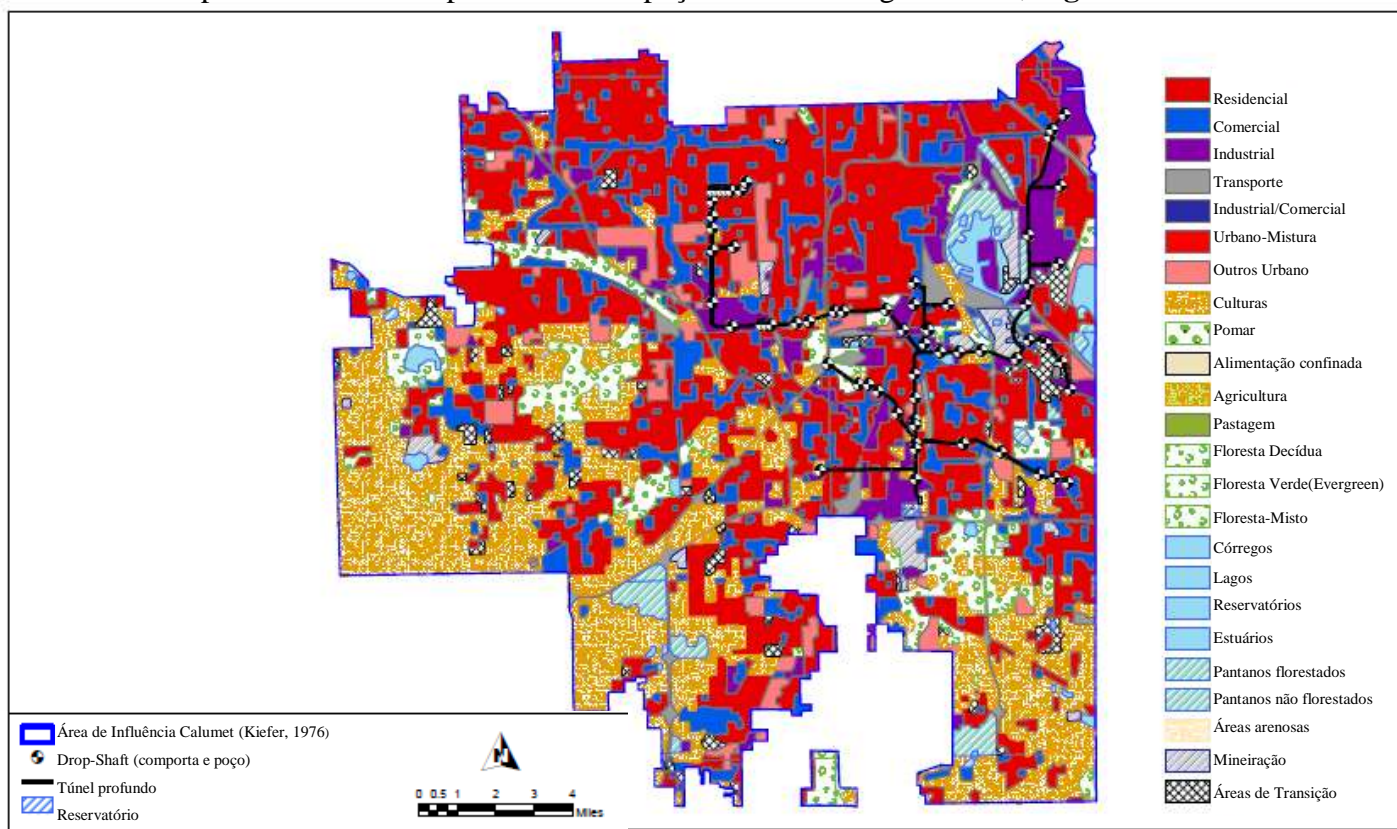 Residencial
Comercial
Industrial
Transporte
Industrial/Comercial
Urbano-Mistura
Outros Urbano
Culturas
Pomar
Alimentação confinada
Agricultura
Pastagem
Floresta Decídua
Floresta Verde(Evergreen)
Floresta-Misto
Córregos
Lagos
Reservatórios
Estuários
Pantanos florestados
Pantanos não florestados
Áreas arenosas
Mineiração
Áreas de Transição
Área de Influência Calumet (Kiefer, 1976)
Drop-Shaft (comporta e poço)
Túnel profundo
Reservatório
N
0 0.5 1 2 3 4
Miles